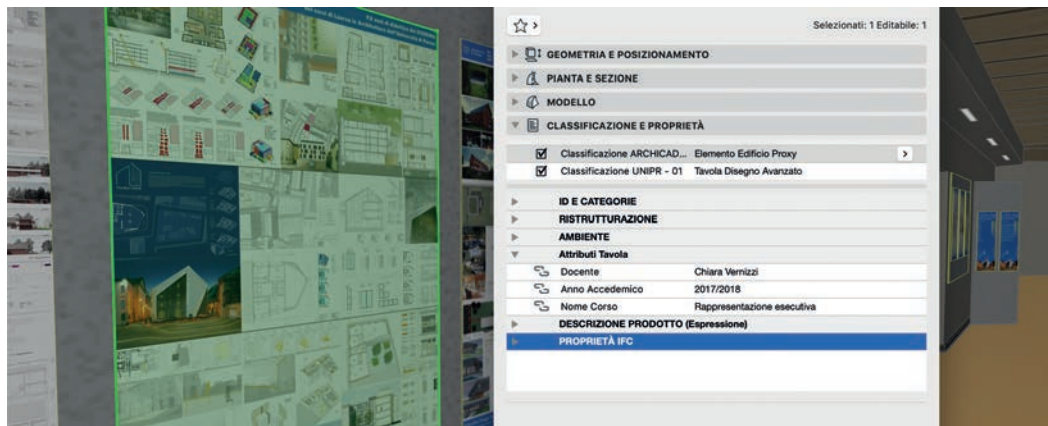 Selezionati: 1 Editabile: 1
GEOMETRIA E POSIZIONAMENTO
PIANTA E SEZIONE
MODELLO
CLASSIFICAZIONE E PROPRIETÀ
Classificazione ARCHICAD... Elemento Edificio Proxy
Classificazione UNIPR - 01 Tavola Disegno Avanzato
ID E CATEGORIE
RISTRUTTURAZIONE
AMBIENTE
Attributi Tavola
Docente Chiara Vernizzi
Anno Accedemico 2017/2018
Nome Corso Rappresentazione esecutiva
DESCRIZIONE PRODOTTO (Espressione)
PROPRIETÀ IFC